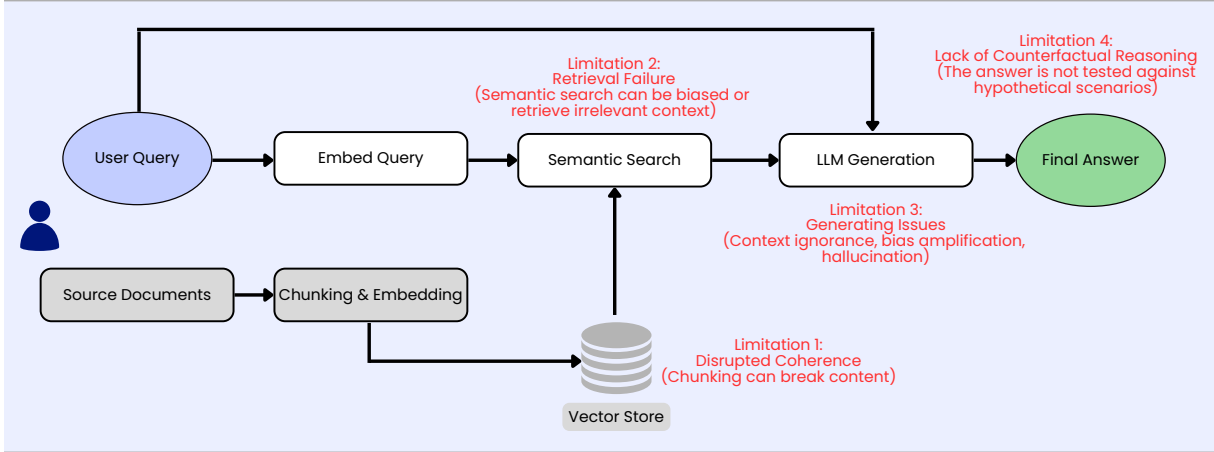 Limitation 4:
Lack of Counterfactual Reasoning
(The answer is not tested against
hypothetical scenarios)
Limitation 2:
Retrieval Failure
(Semantic search can be biased or
retrieve irrelevant context)
User Query
Embed Query
Semantic Search
LLM Generation
Final Answer
Limitation 3:
Generating Issues
(Context ignorance, bias amplification,
hallucination)
Source Documents
Chunking & Embedding
Limitation 1:
Disrupted Coherence
(Chunking can break content)
Vector Store